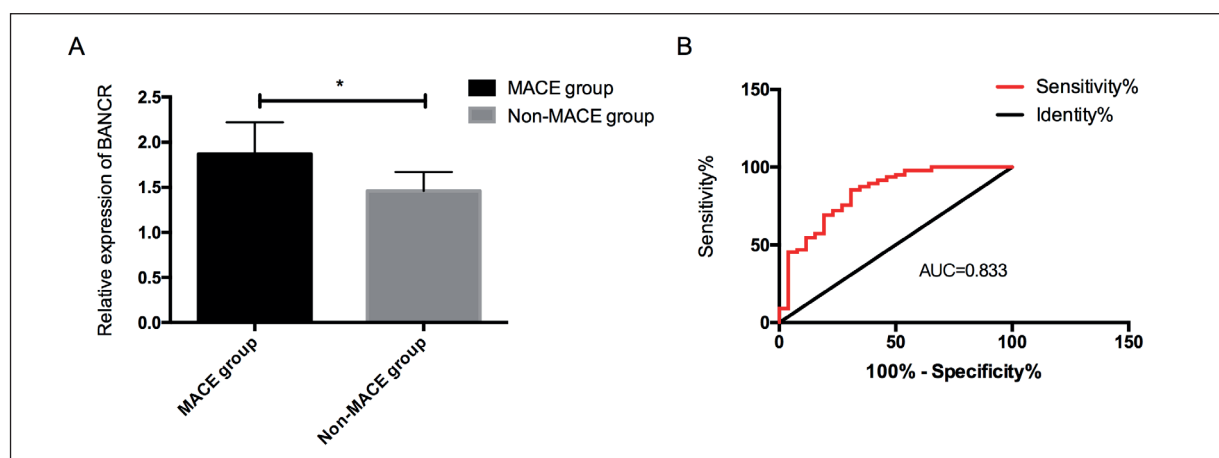 A
Relative expression of BANCR
2.5
2.0
1.5
1.0
0.5
0.0
*
MACE group
Non-MACE group
MACE group
Non-MACE group
B
Sensitivity%
150
100
50
0
Sensitivity%
Identity%
AUC=0.833
0 50 100 150
100% - Specificity%